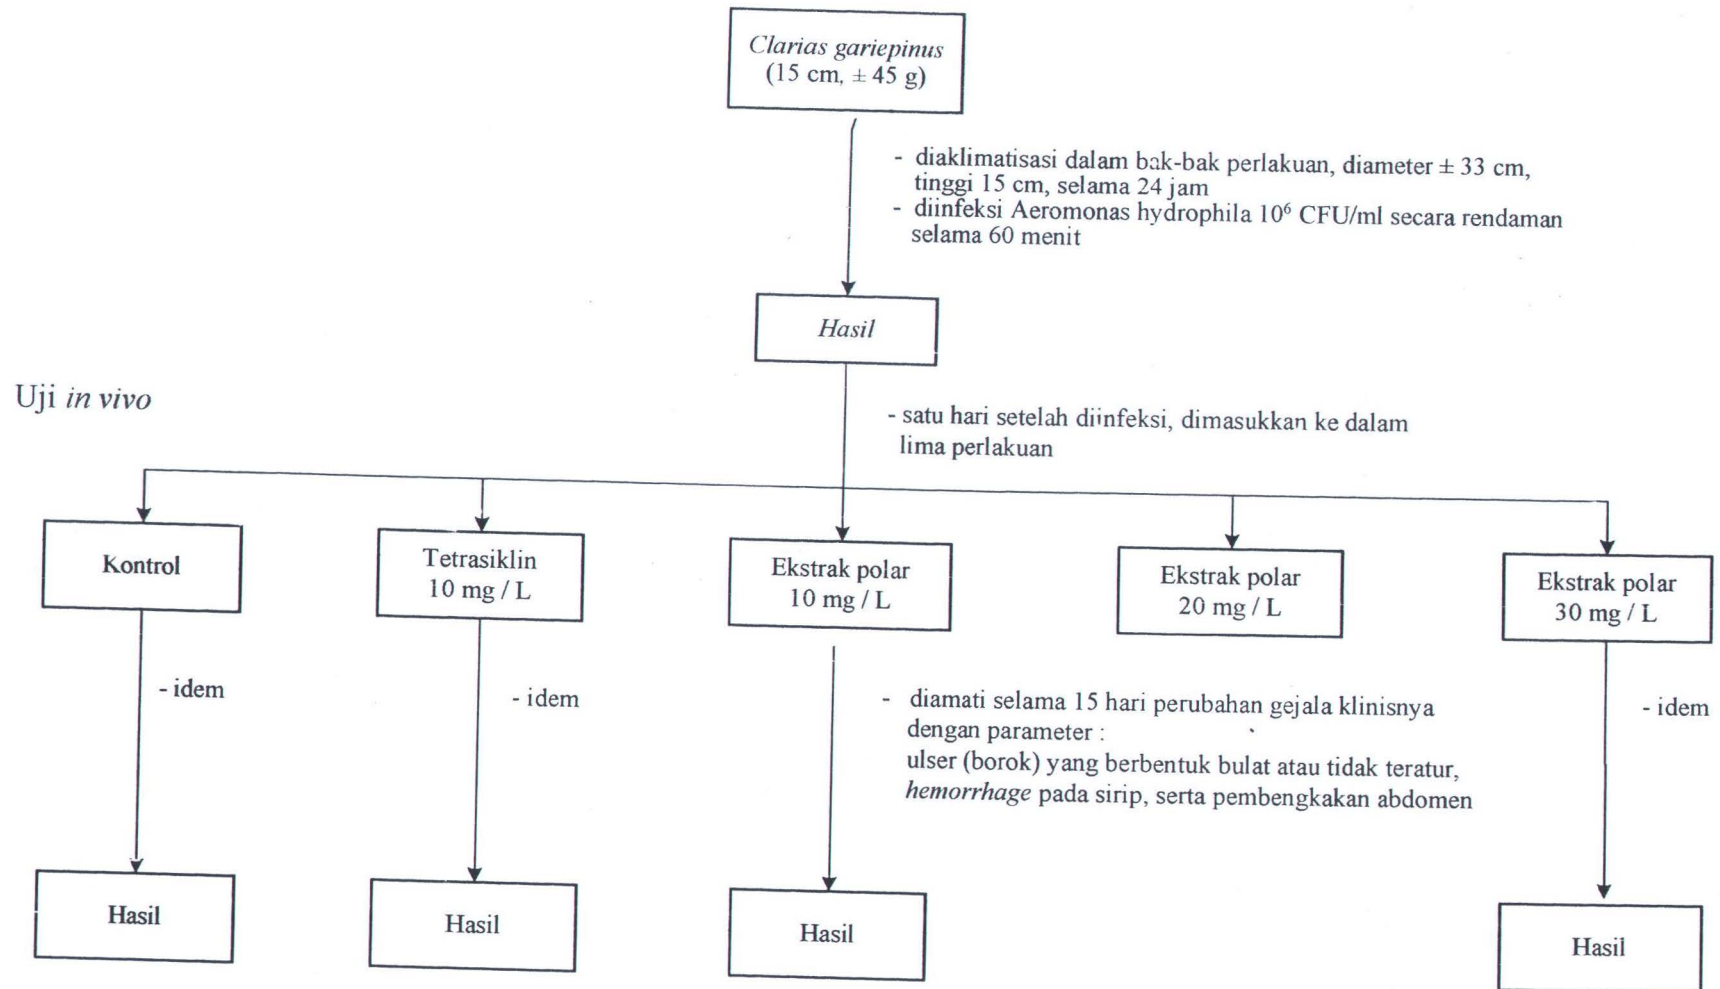 Clarias gariepinus
(15 cm, ± 45 g)
- diaklimatisasi dalam bak-bak perlakuan, diameter ± 33 cm,
tinggi 15 cm, selama 24 jam
- diinfeksi Aeromonas hydrophila 10⁶ CFU/ml secara rendaman
selama 60 menit
Hasil
Uji in vivo
- satu hari setelah diinfeksi, dimasukkan ke dalam
lima perlakuan
Kontrol
Tetrasiklin
10 mg / L
Ekstrak polar
10 mg / L
Ekstrak polar
20 mg / L
Ekstrak polar
30 mg / L
- idem
- idem
- diamati selama 15 hari perubahan gejala klinisnya
dengan parameter :
ulser (borok) yang berbentuk bulat atau tidak teratur,
hemorrhage pada sirip, serta pembengkakan abdomen
- idem
Hasil
Hasil
Hasil
Hasil